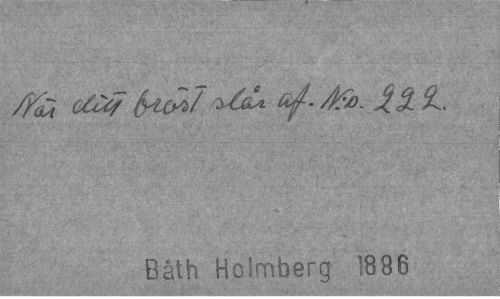 När ditt bröst slår af. N:o. 222.
Båth Holmberg 1886